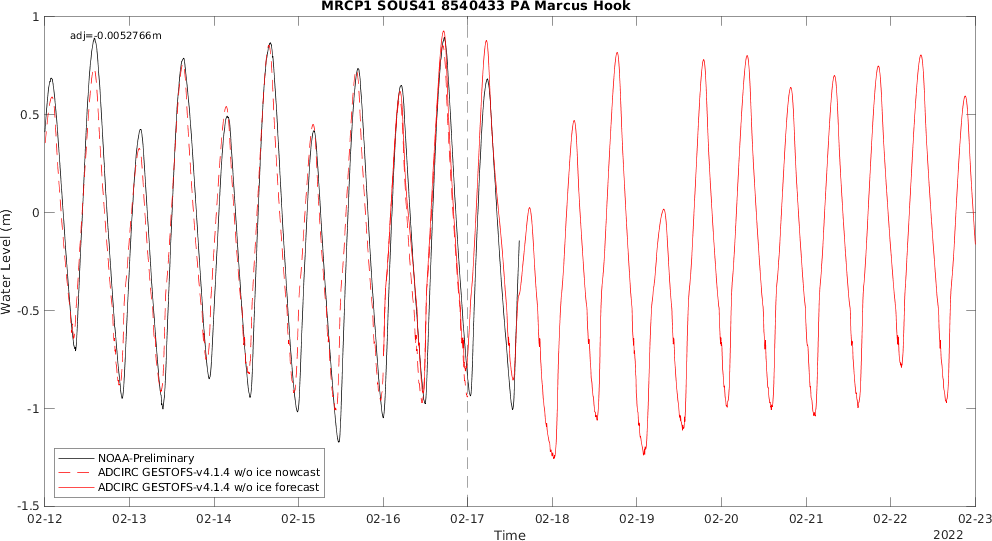 MRCP1 SOUS41 8540433 PA Marcus Hook
adj=-0.0052766m
Water Level (m)
1
0.5
0
-0.5
-1
-1.5
NOAA-Preliminary
ADCIRC GESTOFS-v4.1.4 w/o ice nowcast
ADCIRC GESTOFS-v4.1.4 w/o ice forecast
02-12 02-13 02-14 02-15 02-16 02-17 02-18 02-19 02-20 02-21 02-22 02-23
Time
2022